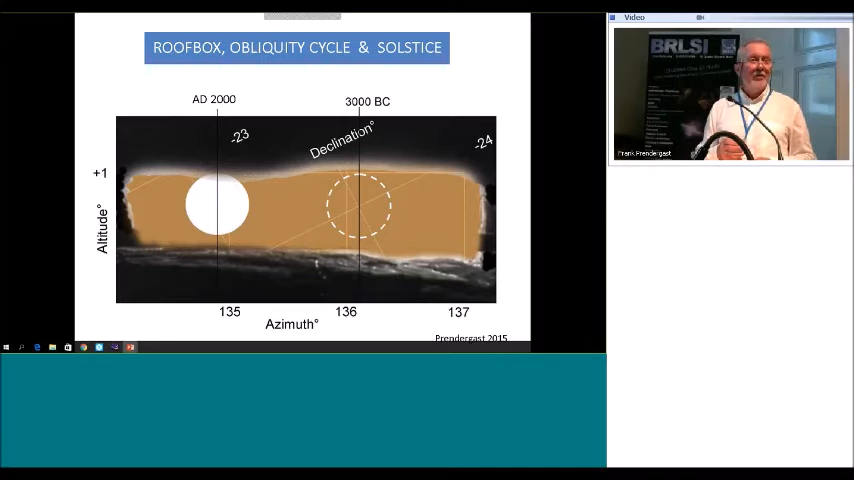 ROOFBOX, OBLIQUITY CYCLE & SOLSTICE
AD 2000
3000 BC
-23
Declination°
-24
+1
Altitude°
135
136
137
Azimuth°
Prendergast 2015
Video
BRLSI
Frank Prendergast